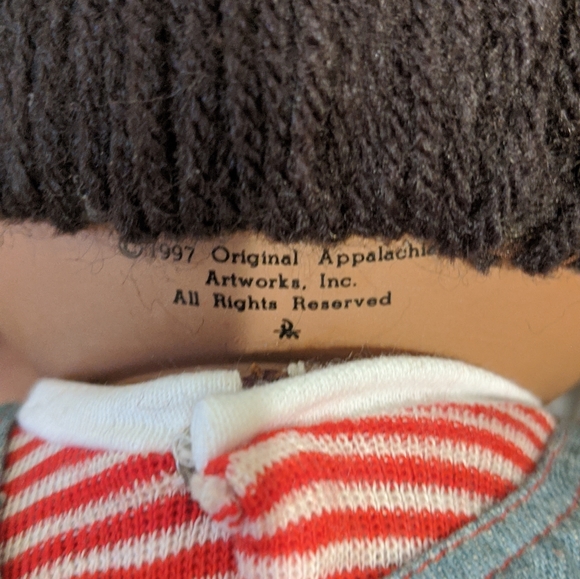 ©1997 Original Appalachi
Artworks, Inc.
All Rights Reserved